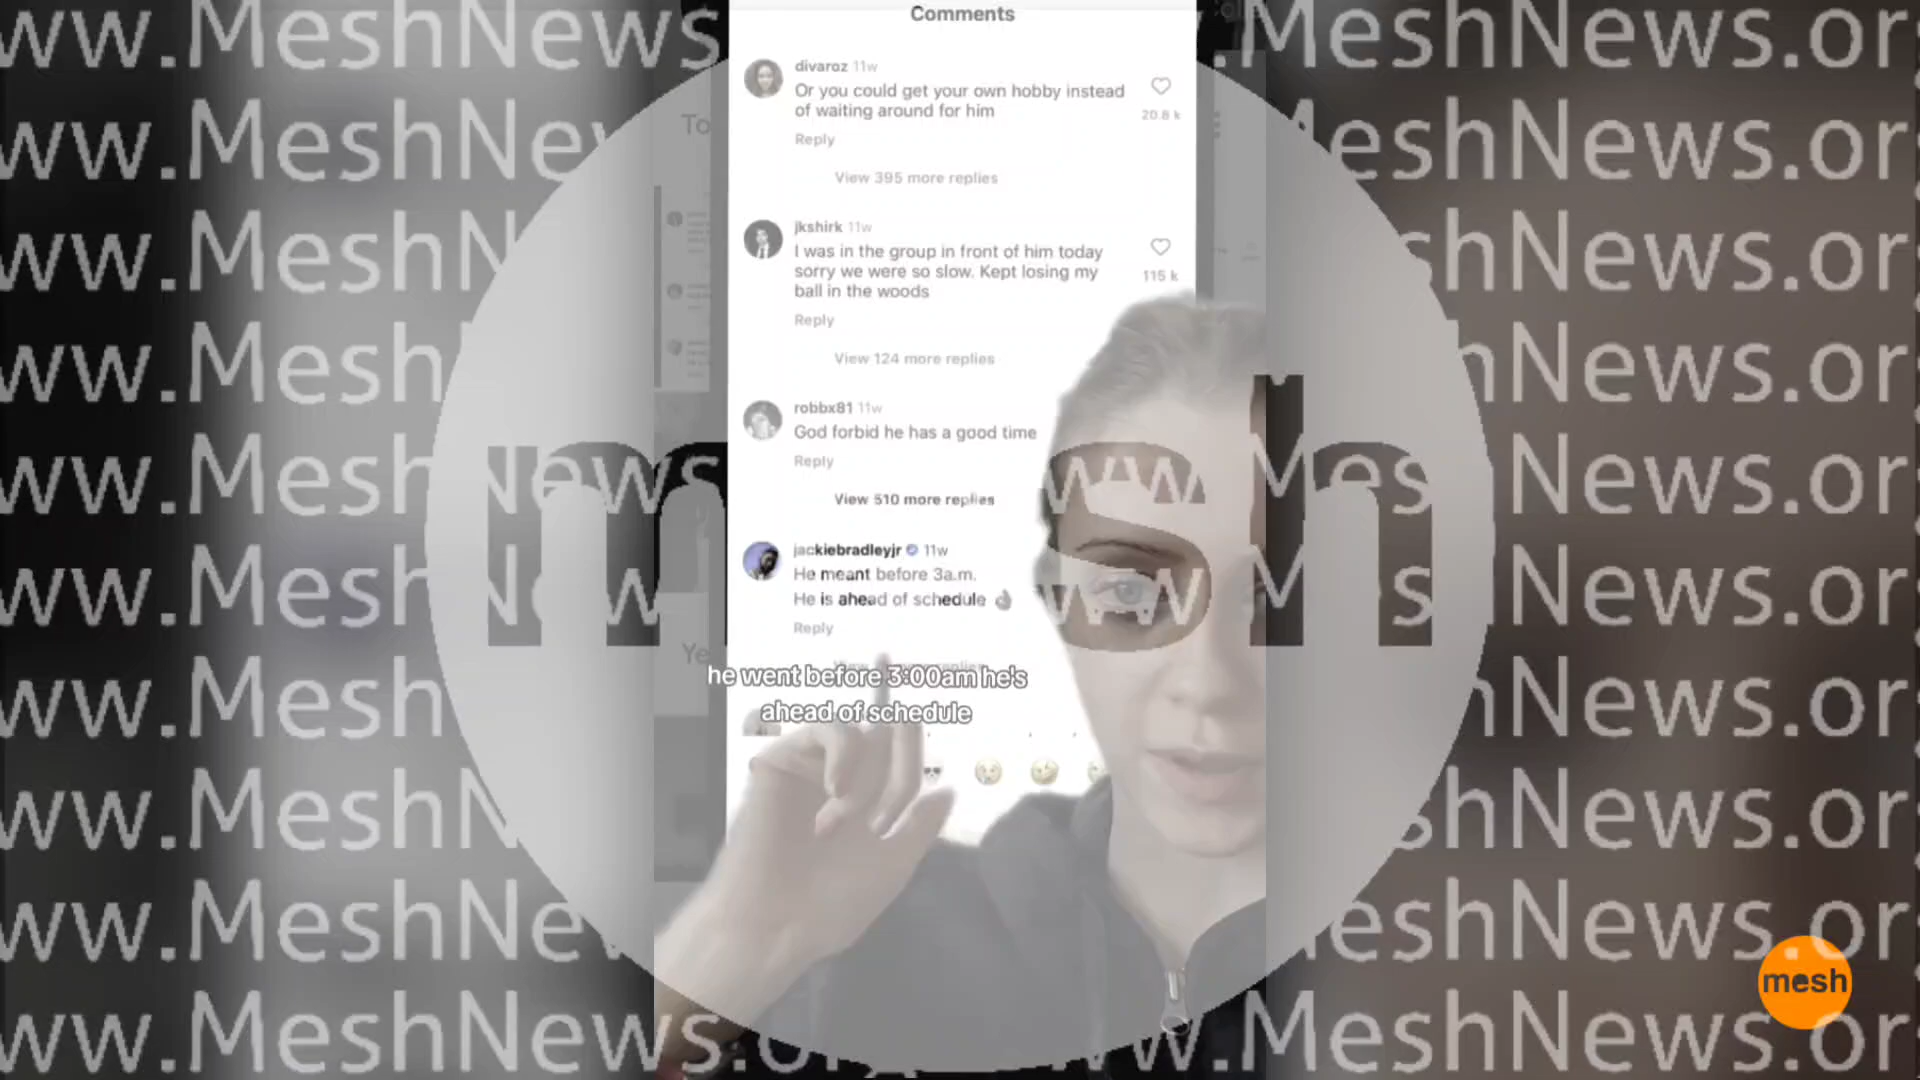 Comments
divaroz 11w
Or you could get your own hobby instead
of waiting around for him
20.8 k
Reply
View 395 more replies
jkshirk 11w
I was in the group in front of him today
sorry we were so slow. Kept losing my
ball in the woods
115 k
Reply
View 124 more replies
robbx81 11w
God forbid he has a good time
Reply
View 510 more replies
jackiebradleyjr 11w
He meant before 3a.m.
He is ahead of schedule 👌
Reply
he went before 3:00am he's
ahead of schedule
mesh
mesh
www.MeshNews.org